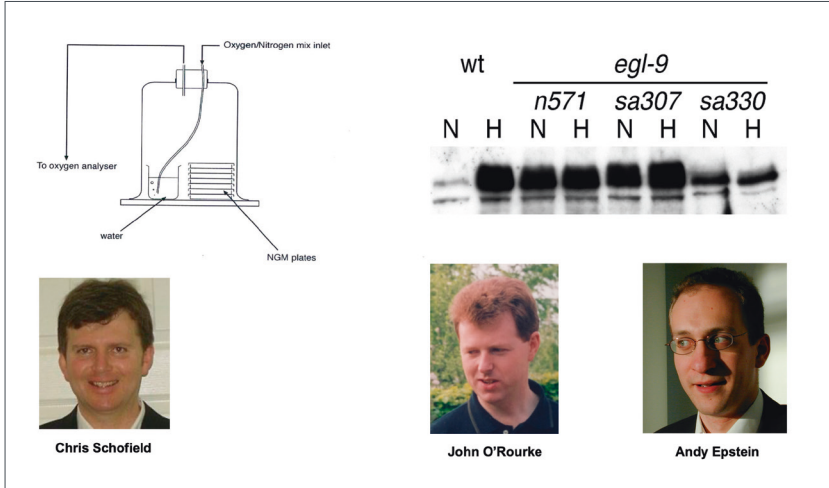 Oxygen/Nitrogen mix inlet
To oxygen analyser
water
NGM plates
wt
egl-9
n571 sa307 sa330
N H N H N H N H
Chris Schofield
John O'Rourke
Andy Epstein